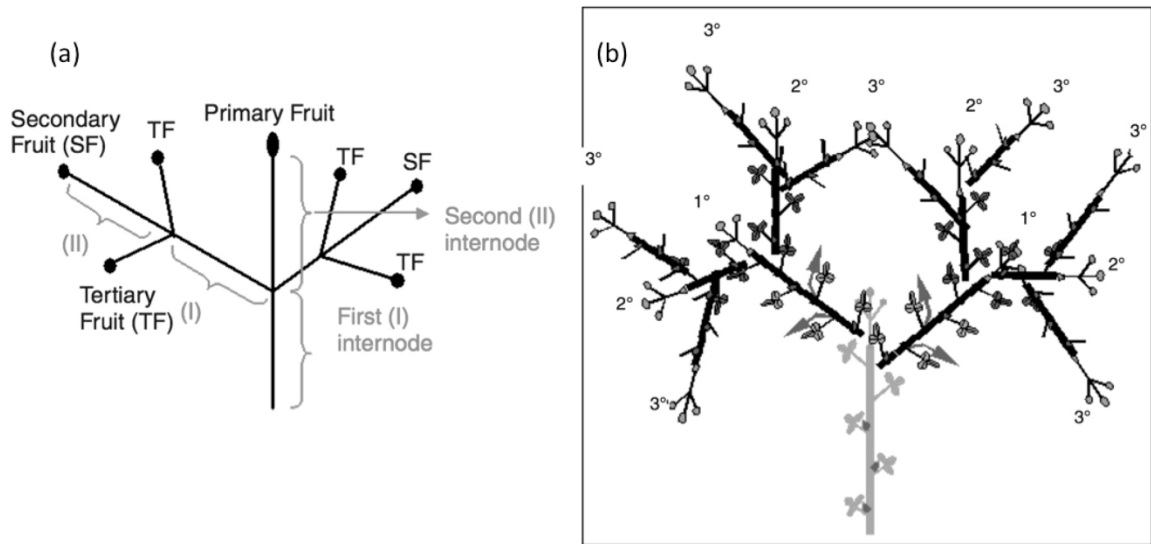 (a)
Secondary
Fruit (SF)
TF
Primary Fruit
TF
SF
Second (II)
internode
(II)
TF
Tertiary
Fruit (TF)
(I)
First (I)
internode
(b)
3°
2°
3°
2°
3°
3°
3°
1°
1°
2°
2°
3°
3°